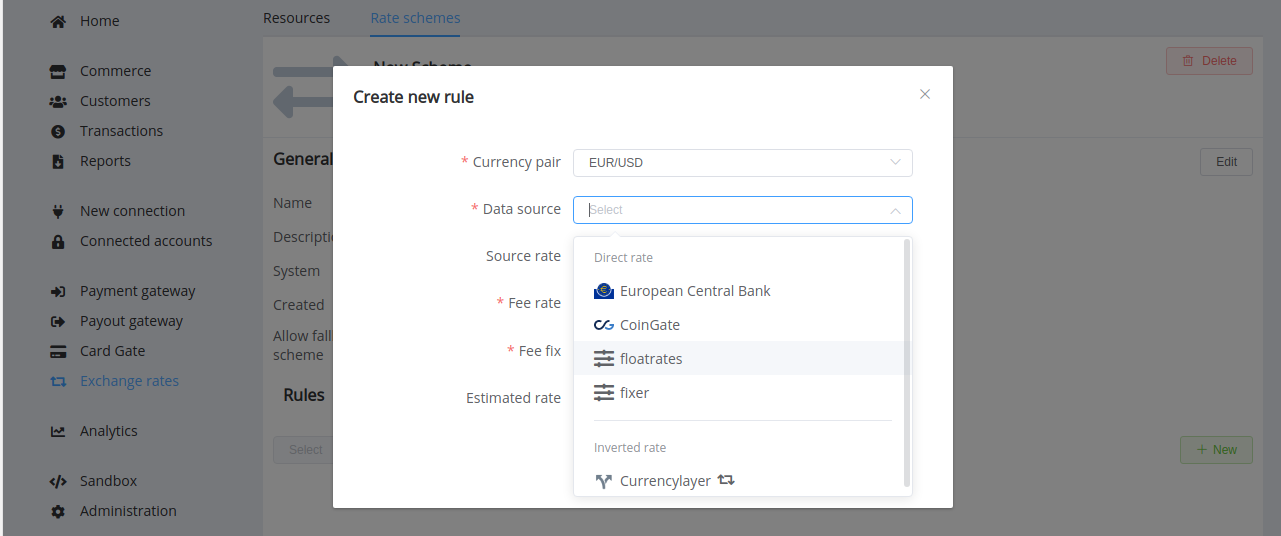 Home
Commerce
Customers
Transactions
Reports
New connection
Connected accounts
Payment gateway
Payout gateway
Card Gate
Exchange rates
Analytics
Sandbox
Administration
Resources
Rate schemes
New Scheme
Delete
General
Edit
Name
Descripti
System
Created
Allow fall
scheme
Rules
Select
+ New
Create new rule
* Currency pair
EUR/USD
* Data source
Select
Source rate
* Fee rate
* Fee fix
Estimated rate
Direct rate
European Central Bank
CoinGate
floatrates
fixer
Inverted rate
Currencylayer